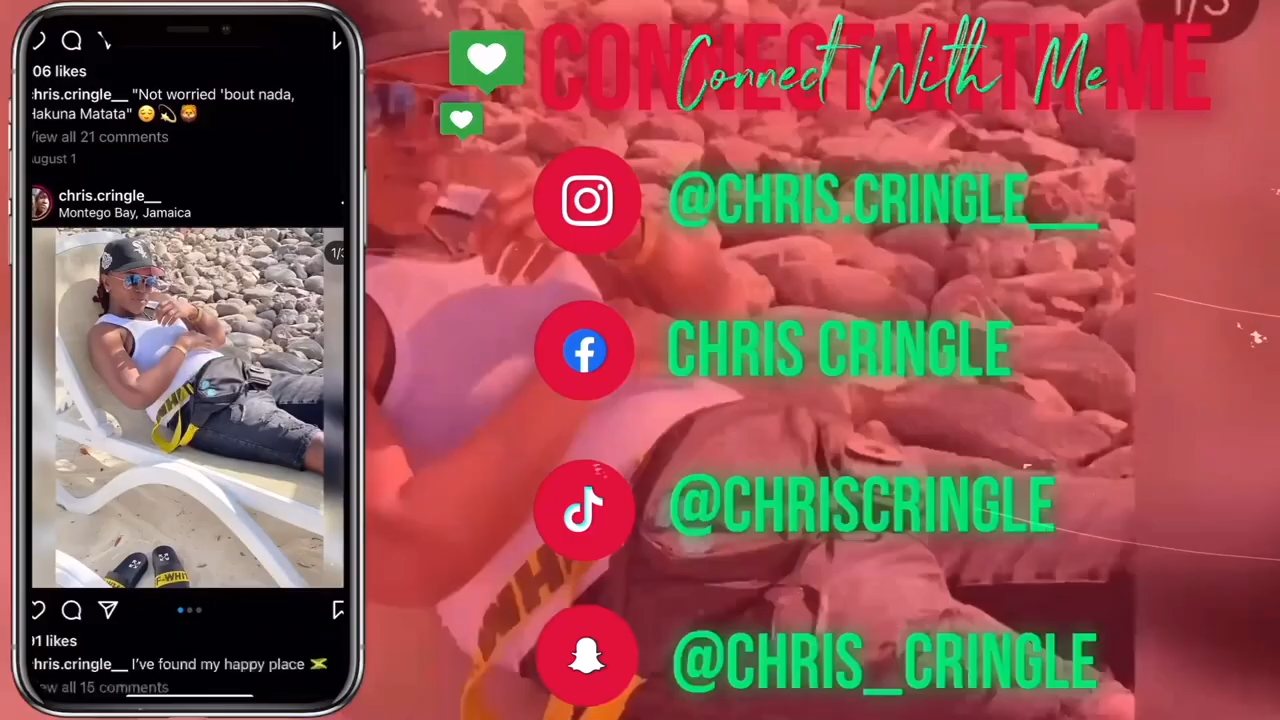 06 likes
hris.cringle__ "Not worried 'bout nada,
Hakuna Matata" 😌💫🦁
View all 21 comments
August 1
chris.cringle__
Montego Bay, Jamaica
1/3
91 likes
hris.cringle__ I've found my happy place 🇯🇲
ew all 15 comments
1/3
CONNECT WITH ME
Connect With Me
@CHRIS.CRINGLE__
CHRIS CRINGLE
@CHRISCRINGLE
@CHRIS_CRINGLE